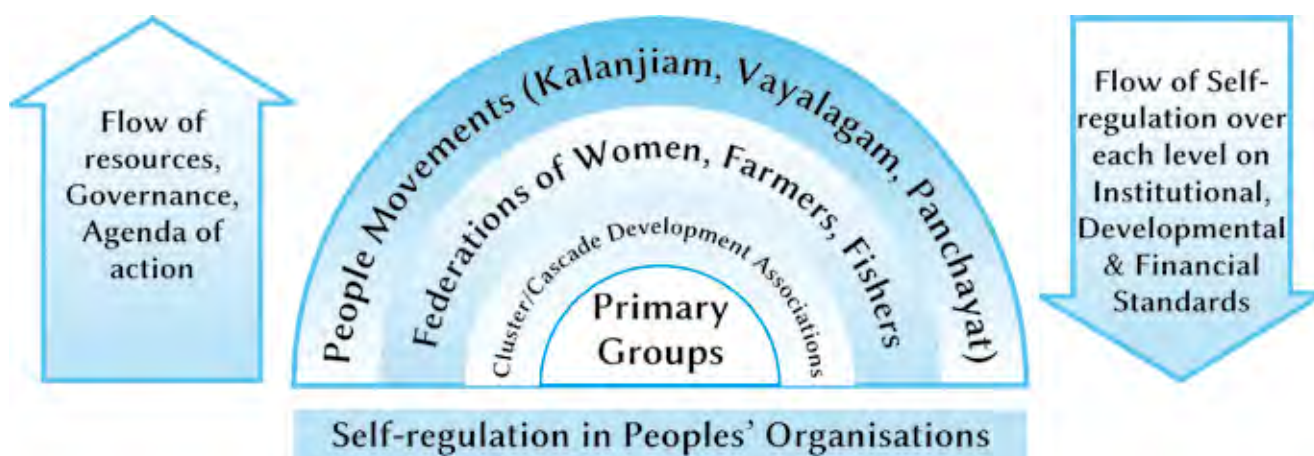 Flow of
resources,
Governance,
Agenda of
action
People Movements (Kalanjiam, Vayalagam, Panchayat)
Federations of Women, Farmers, Fishers
Cluster/Cascade Development Associations
Primary
Groups
Flow of Self-
regulation over
each level on
Institutional,
Developmental
& Financial
Standards
Self-regulation in Peoples' Organisations